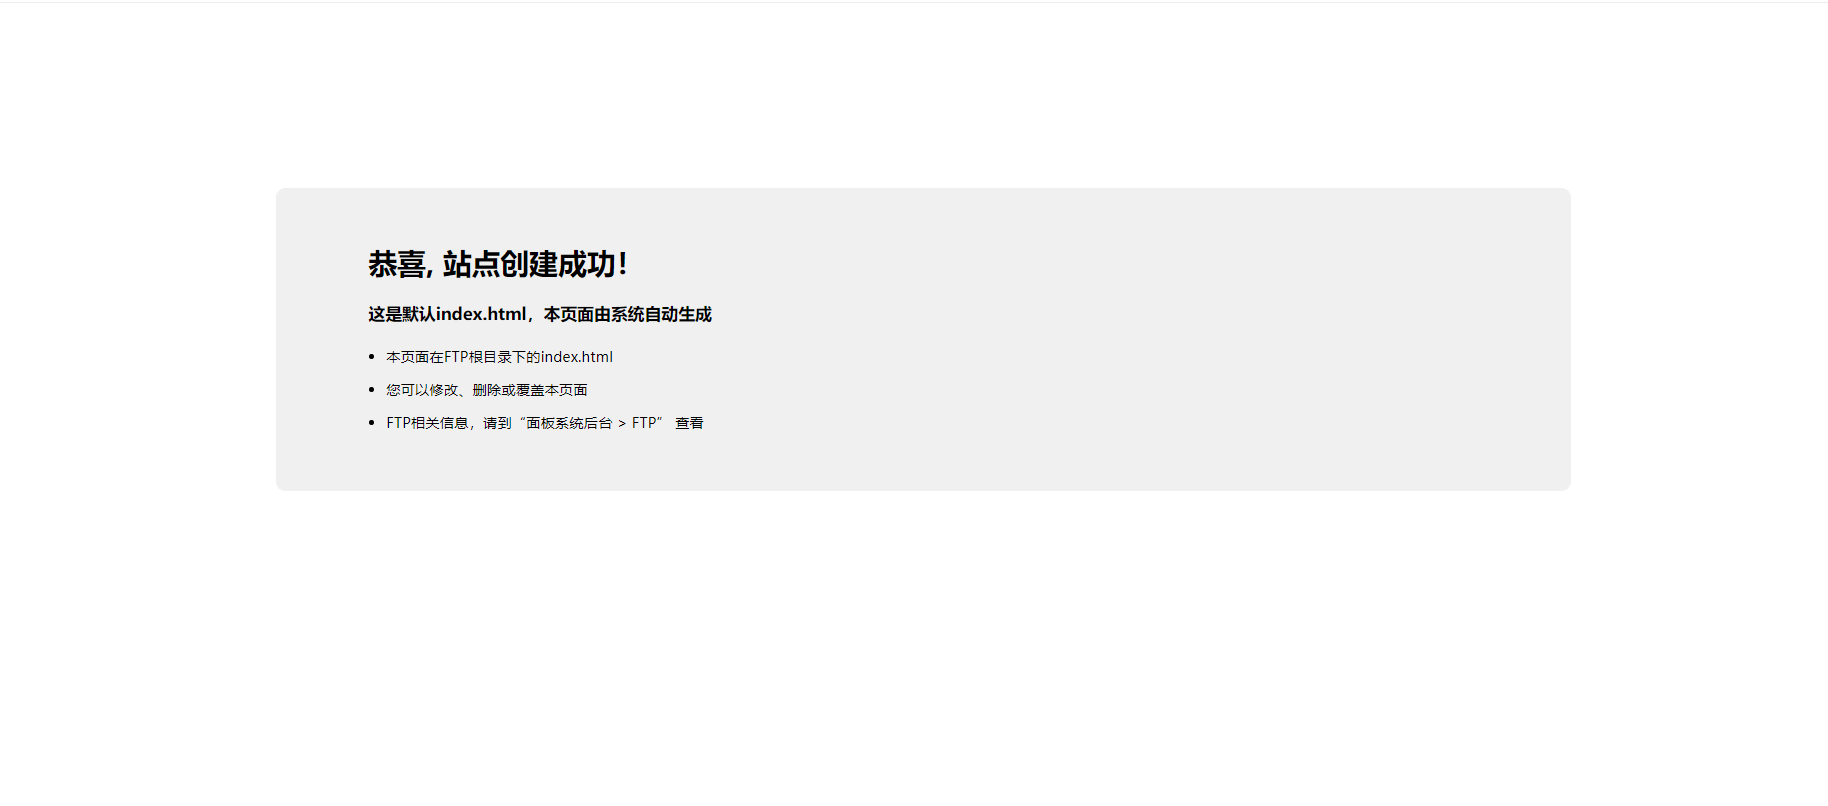 恭喜, 站点创建成功！
这是默认index.html，本页面由系统自动生成
本页面在FTP根目录下的index.html
您可以修改、删除或覆盖本页面
FTP相关信息，请到“面板系统后台 > FTP” 查看